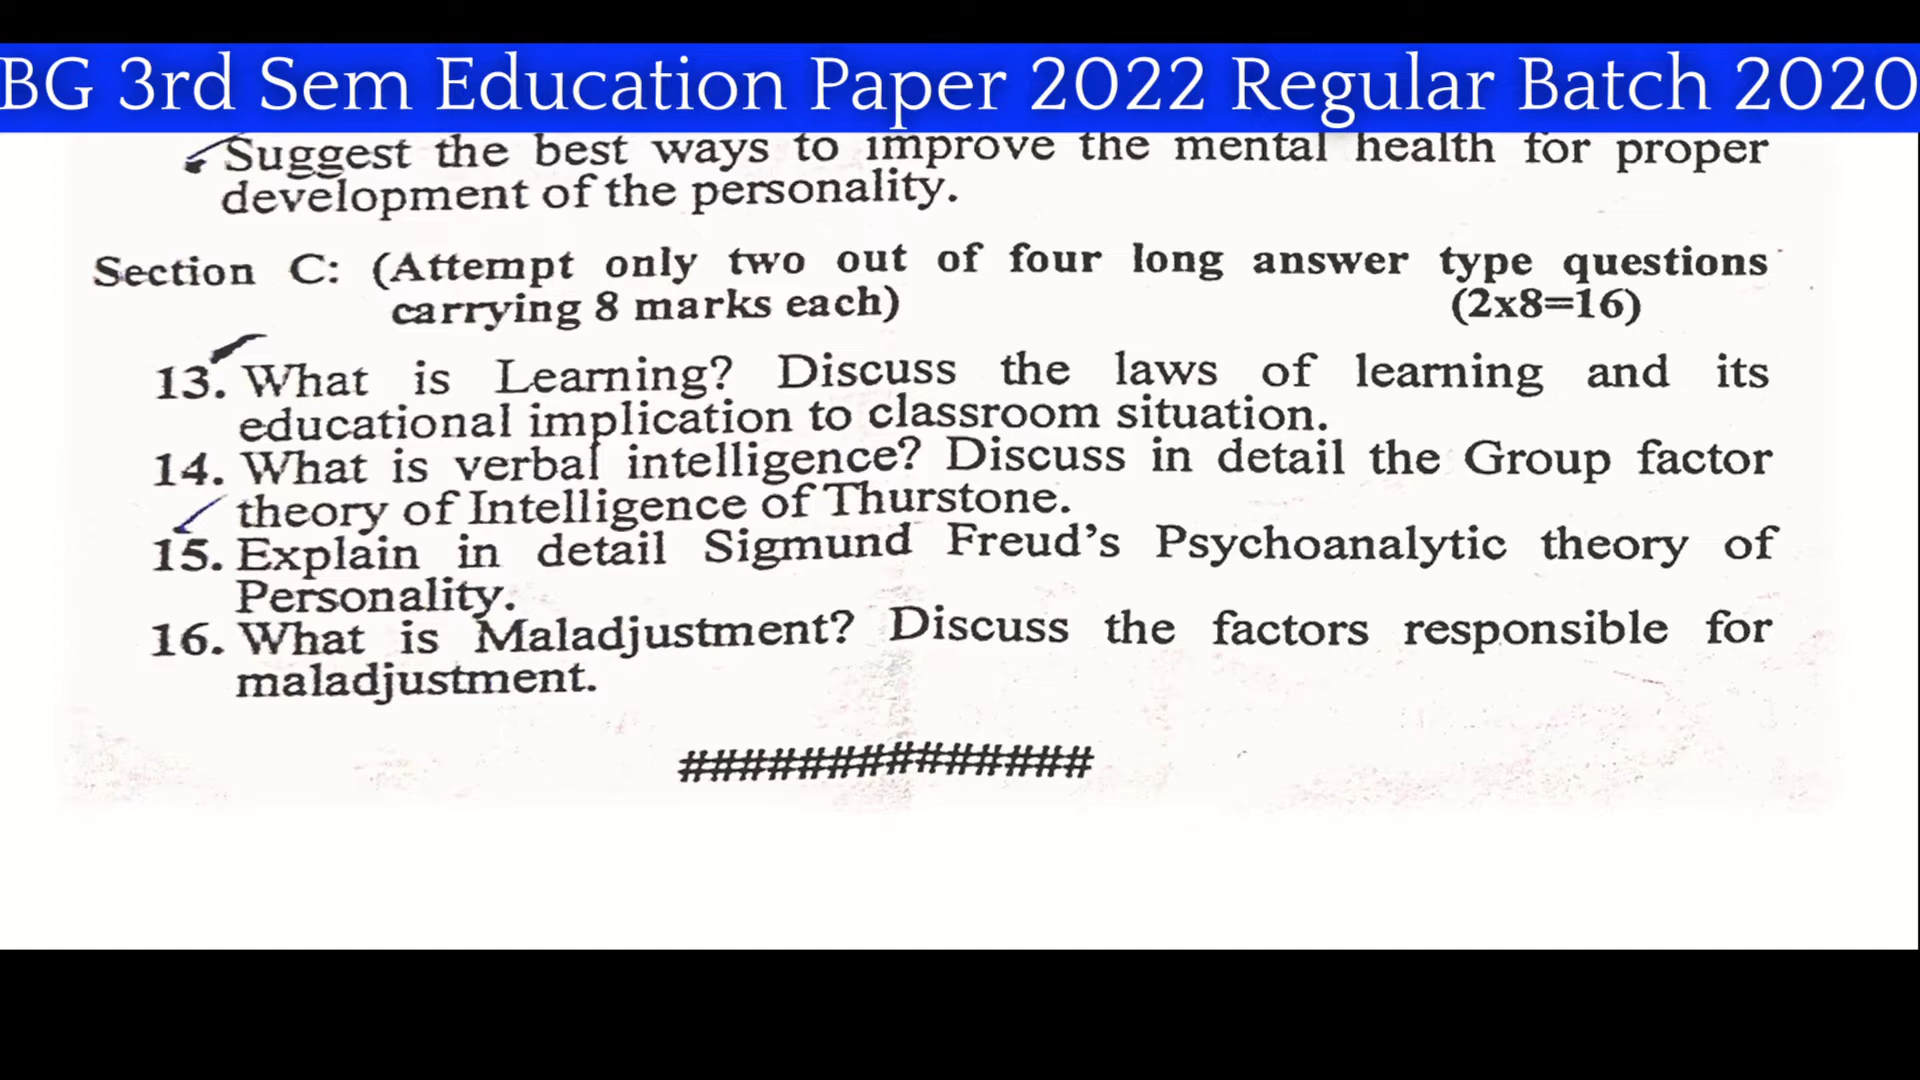 BG 3rd Sem Education Paper 2022 Regular Batch 2020
Suggest the best ways to improve the mental health for proper
development of the personality.
Section C: (Attempt only two out of four long answer type questions
carrying 8 marks each) (2x8=16)
13. What is Learning? Discuss the laws of learning and its
educational implication to classroom situation.
14. What is verbal intelligence? Discuss in detail the Group factor
theory of Intelligence of Thurstone.
15. Explain in detail Sigmund Freud's Psychoanalytic theory of
Personality.
16. What is Maladjustment? Discuss the factors responsible for
maladjustment.
##############